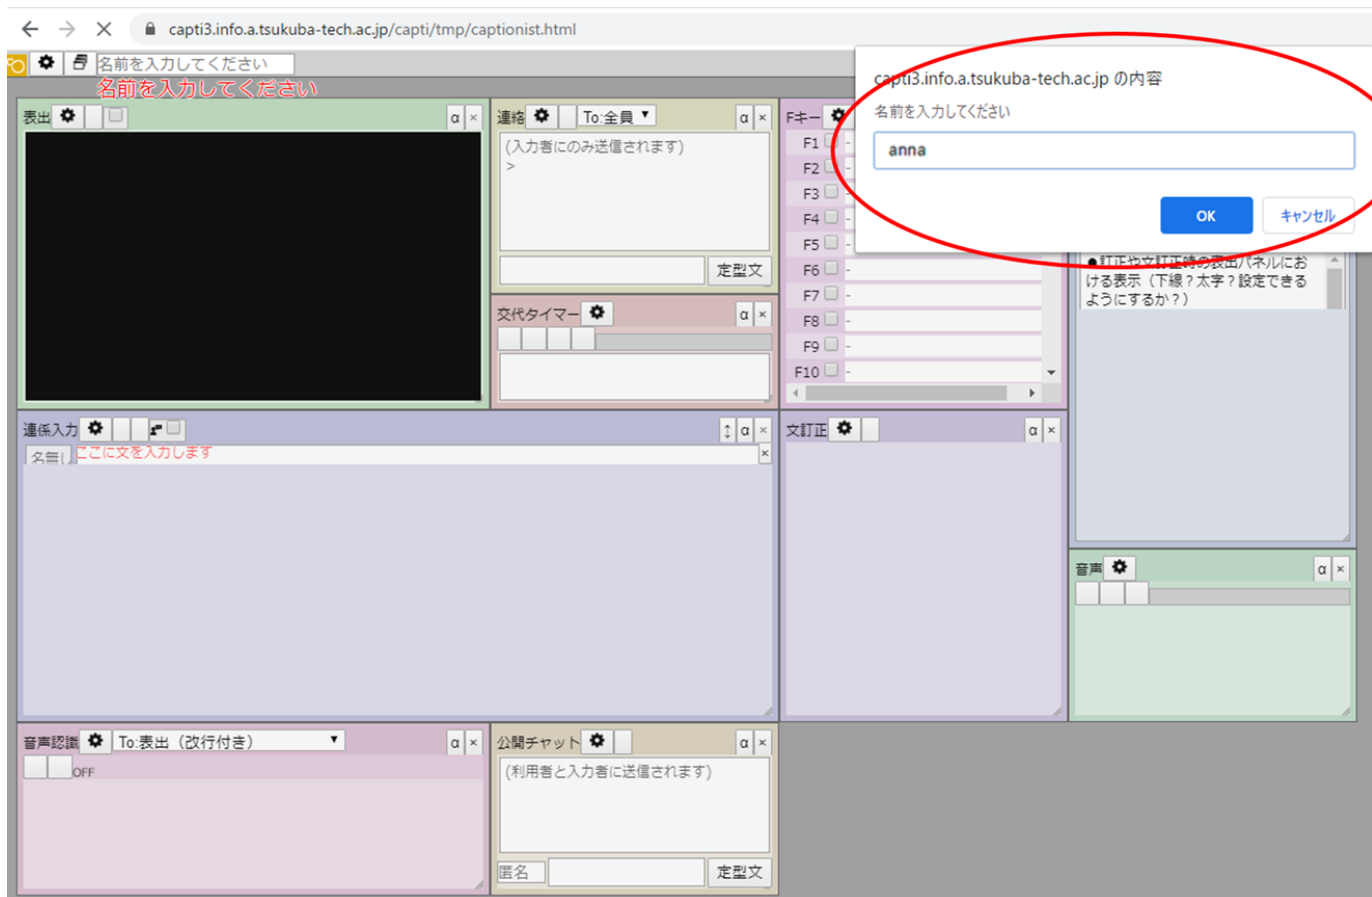 capti3.info.a.tsukuba-tech.ac.jp/capti/tmp/captionist.html
名前を入力してください
名前を入力してください
capti3.info.a.tsukuba-tech.ac.jp の内容
名前を入力してください
anna
OK キャンセル
表出 α ×
連絡 To:全員 ▼ α ×
(入力者にのみ送信されます)
>
定型文
交代タイマー α ×
Fキー
F1 -
F2 -
F3 -
F4 -
F5 -
F6 -
F7 -
F8 -
F9 -
F10 -
●訂正や文訂正時の表出パネルにお
ける表示（下線？太字？設定できる
ようにするか？）
連係入力 ↕ α ×
名無し ここに文を入力します ×
文訂正 α ×
音声 α ×
音声認識 To:表出（改行付き） ▼ α ×
OFF
公開チャット α ×
(利用者と入力者に送信されます)
匿名 定型文